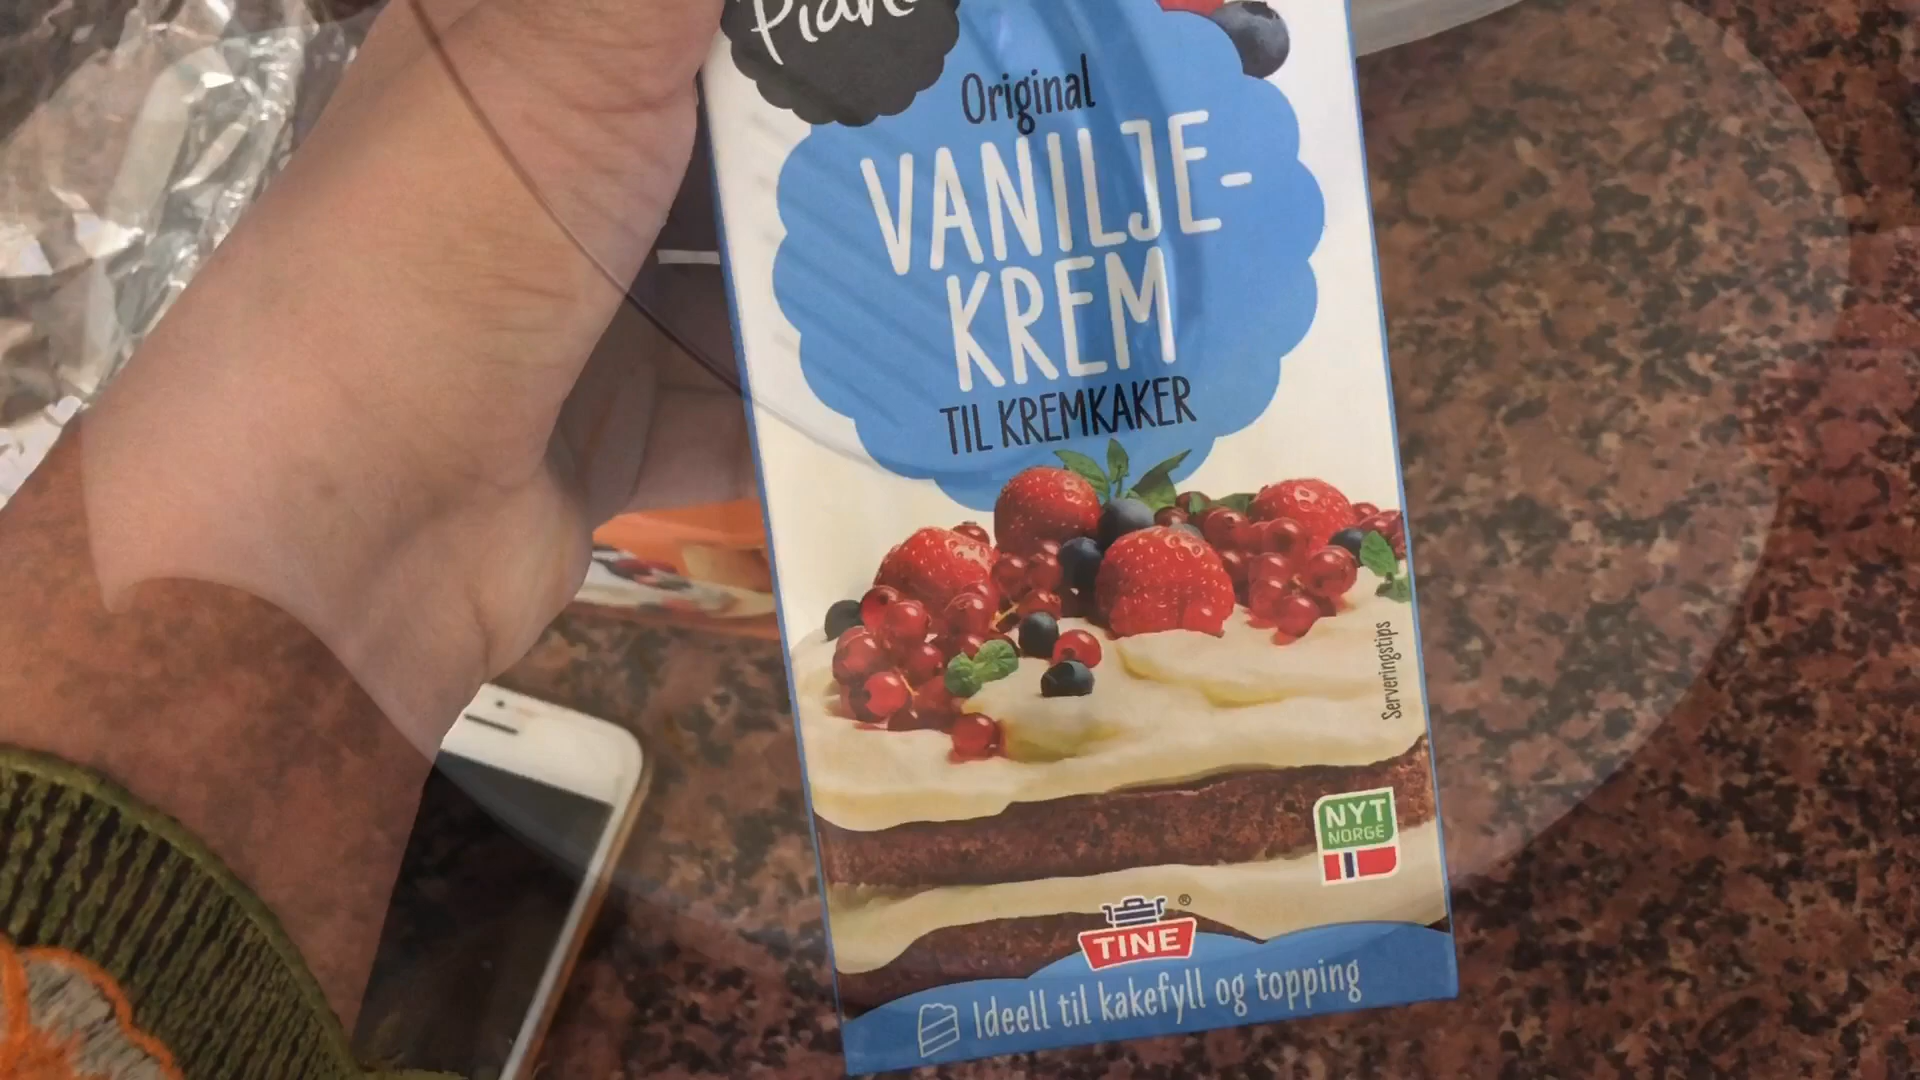 Original
VANILJE-
KREM
TIL KREMKAKER
Serveringstips
NYT
NORGE
TINE®
Ideell til kakefyll og topping